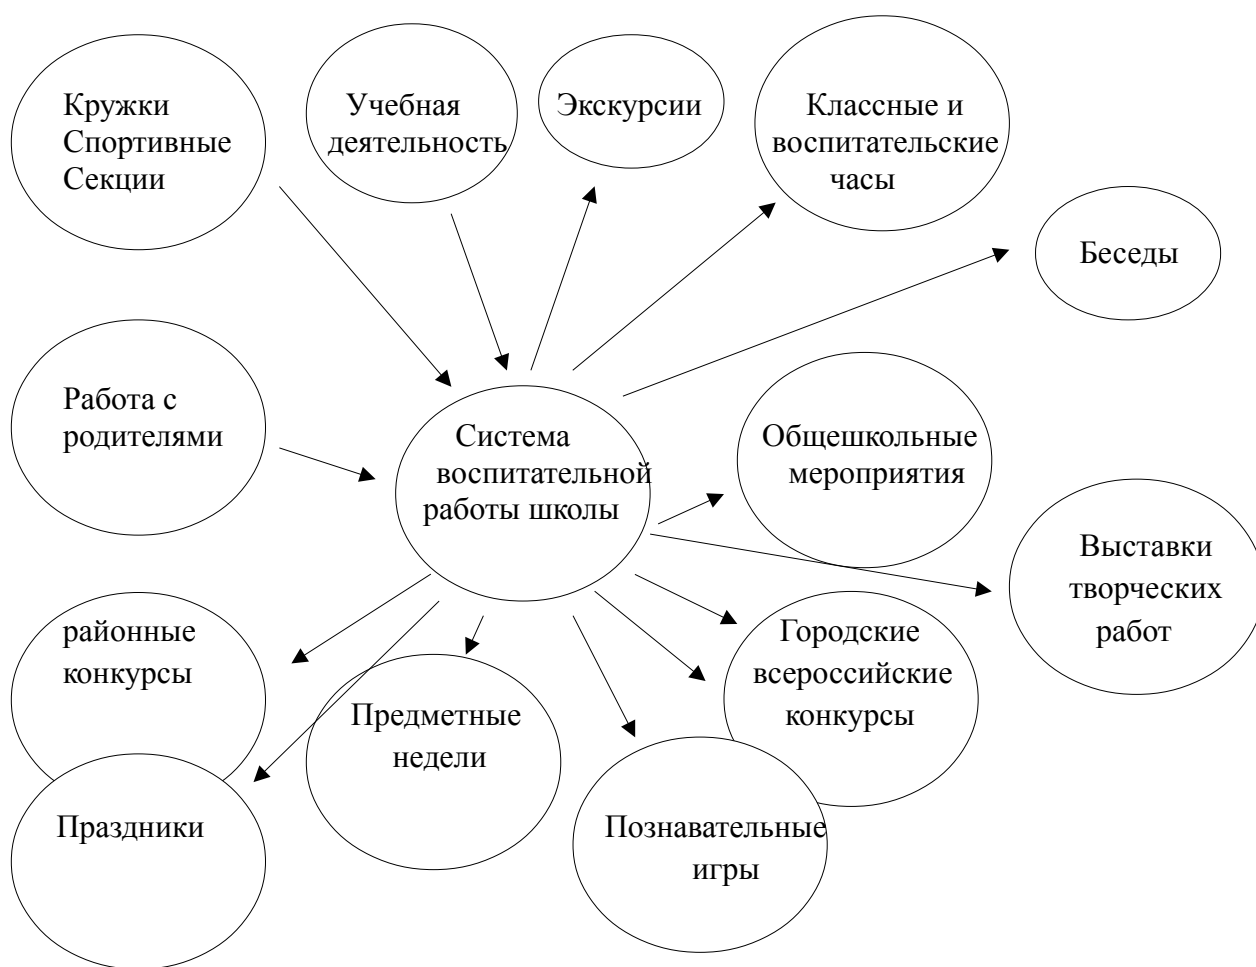 Кружки
Спортивные
Секции
Учебная
деятельность
Экскурсии
Классные и
воспитательские
часы
Беседы
Работа с
родителями
Система
воспитательной
работы школы
Общешкольные
мероприятия
Выставки
творческих
работ
районные
конкурсы
Городские
всероссийские
конкурсы
Предметные
недели
Праздники
Познавательные
игры